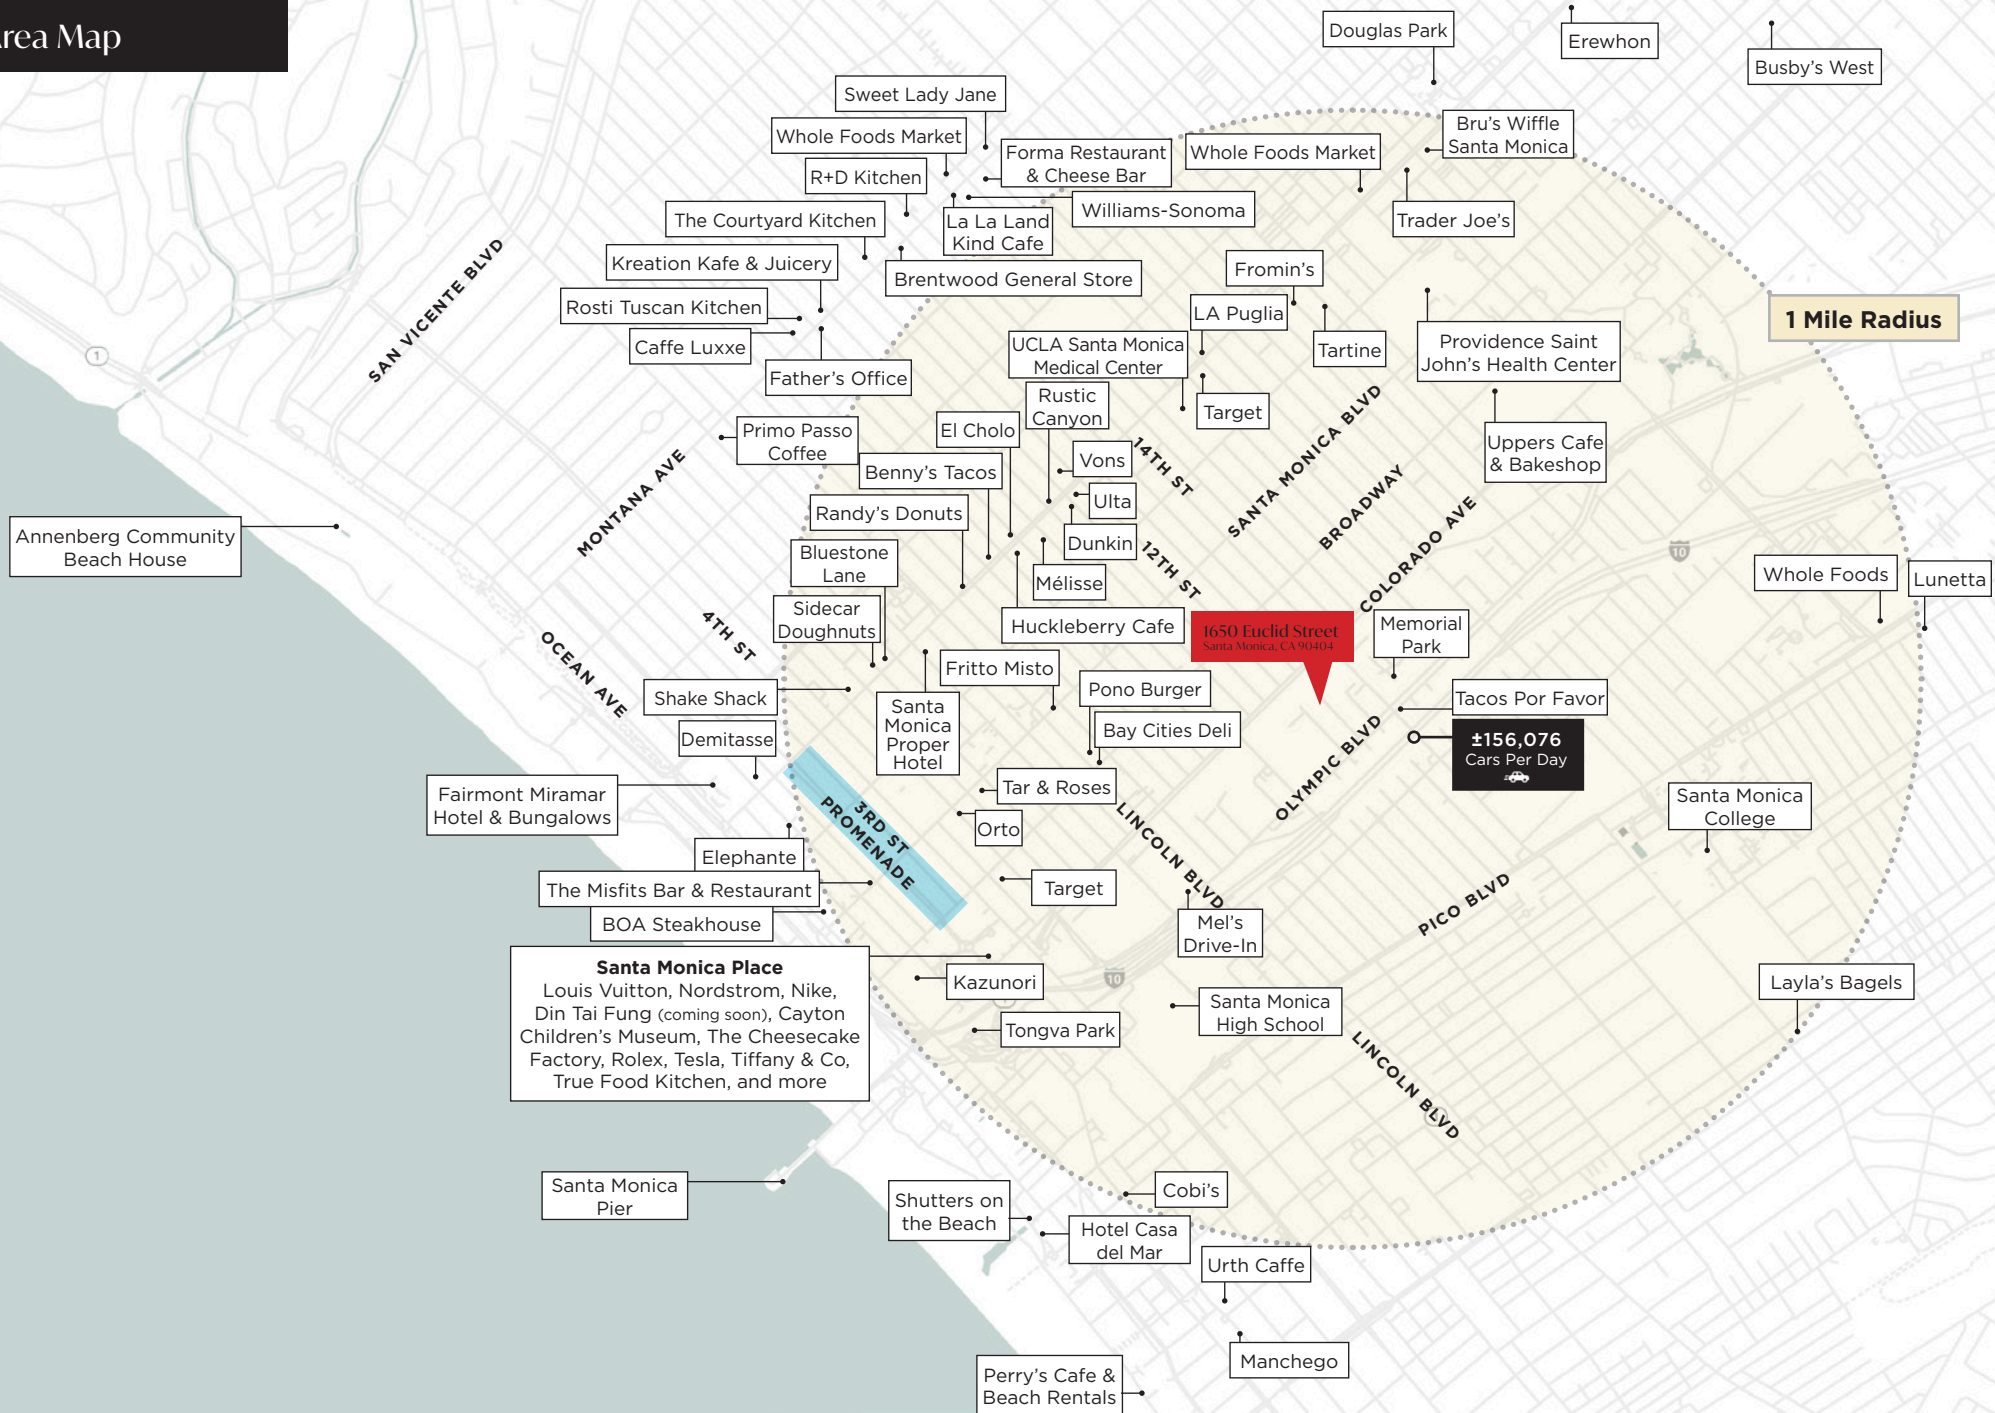 Area Map
Douglas Park
Erewhon
Busby's West
Sweet Lady Jane
Whole Foods Market
Forma Restaurant
& Cheese Bar
Whole Foods Market
Bru's Wiffle
Santa Monica
R+D Kitchen
Williams-Sonoma
La La Land
Kind Cafe
Trader Joe's
The Courtyard Kitchen
Kreation Kafe & Juicery
Brentwood General Store
Fromin's
Rosti Tuscan Kitchen
LA Puglia
1 Mile Radius
SAN VICENTE BLVD
1
Caffe Luxxe
UCLA Santa Monica
Medical Center
Tartine
Providence Saint
John's Health Center
Father's Office
Rustic
Canyon
Target
Primo Passo
Coffee
El Cholo
Uppers Cafe
& Bakeshop
Vons
14TH ST
SANTA MONICA BLVD
BROADWAY
COLORADO AVE
Benny's Tacos
Ulta
Randy's Donuts
MONTANA AVE
Annenberg Community
Beach House
Dunkin
12TH ST
Bluestone
Lane
Mélisse
10
Whole Foods
Lunetta
Sidecar
Doughnuts
4TH ST
OCEAN AVE
Huckleberry Cafe
1650 Euclid Street
Santa Monica, CA 90404
Memorial
Park
Fritto Misto
Shake Shack
Pono Burger
Tacos Por Favor
Santa
Monica
Proper
Hotel
Bay Cities Deli
±156,076
Cars Per Day
Demitasse
OLYMPIC BLVD
Fairmont Miramar
Hotel & Bungalows
Tar & Roses
Santa Monica
College
3RD ST
PROMENADE
Orto
LINCOLN BLVD
Elephante
The Misfits Bar & Restaurant
Target
PICO BLVD
BOA Steakhouse
Mel's
Drive-In
Santa Monica Place
Louis Vuitton, Nordstrom, Nike,
Din Tai Fung (coming soon), Cayton
Children's Museum, The Cheesecake
Factory, Rolex, Tesla, Tiffany & Co,
True Food Kitchen, and more
Kazunori
10
Layla's Bagels
Santa Monica
High School
Tongva Park
LINCOLN BLVD
Santa Monica
Pier
Cobi's
Shutters on
the Beach
Hotel Casa
del Mar
Urth Caffe
Manchego
Perry's Cafe &
Beach Rentals